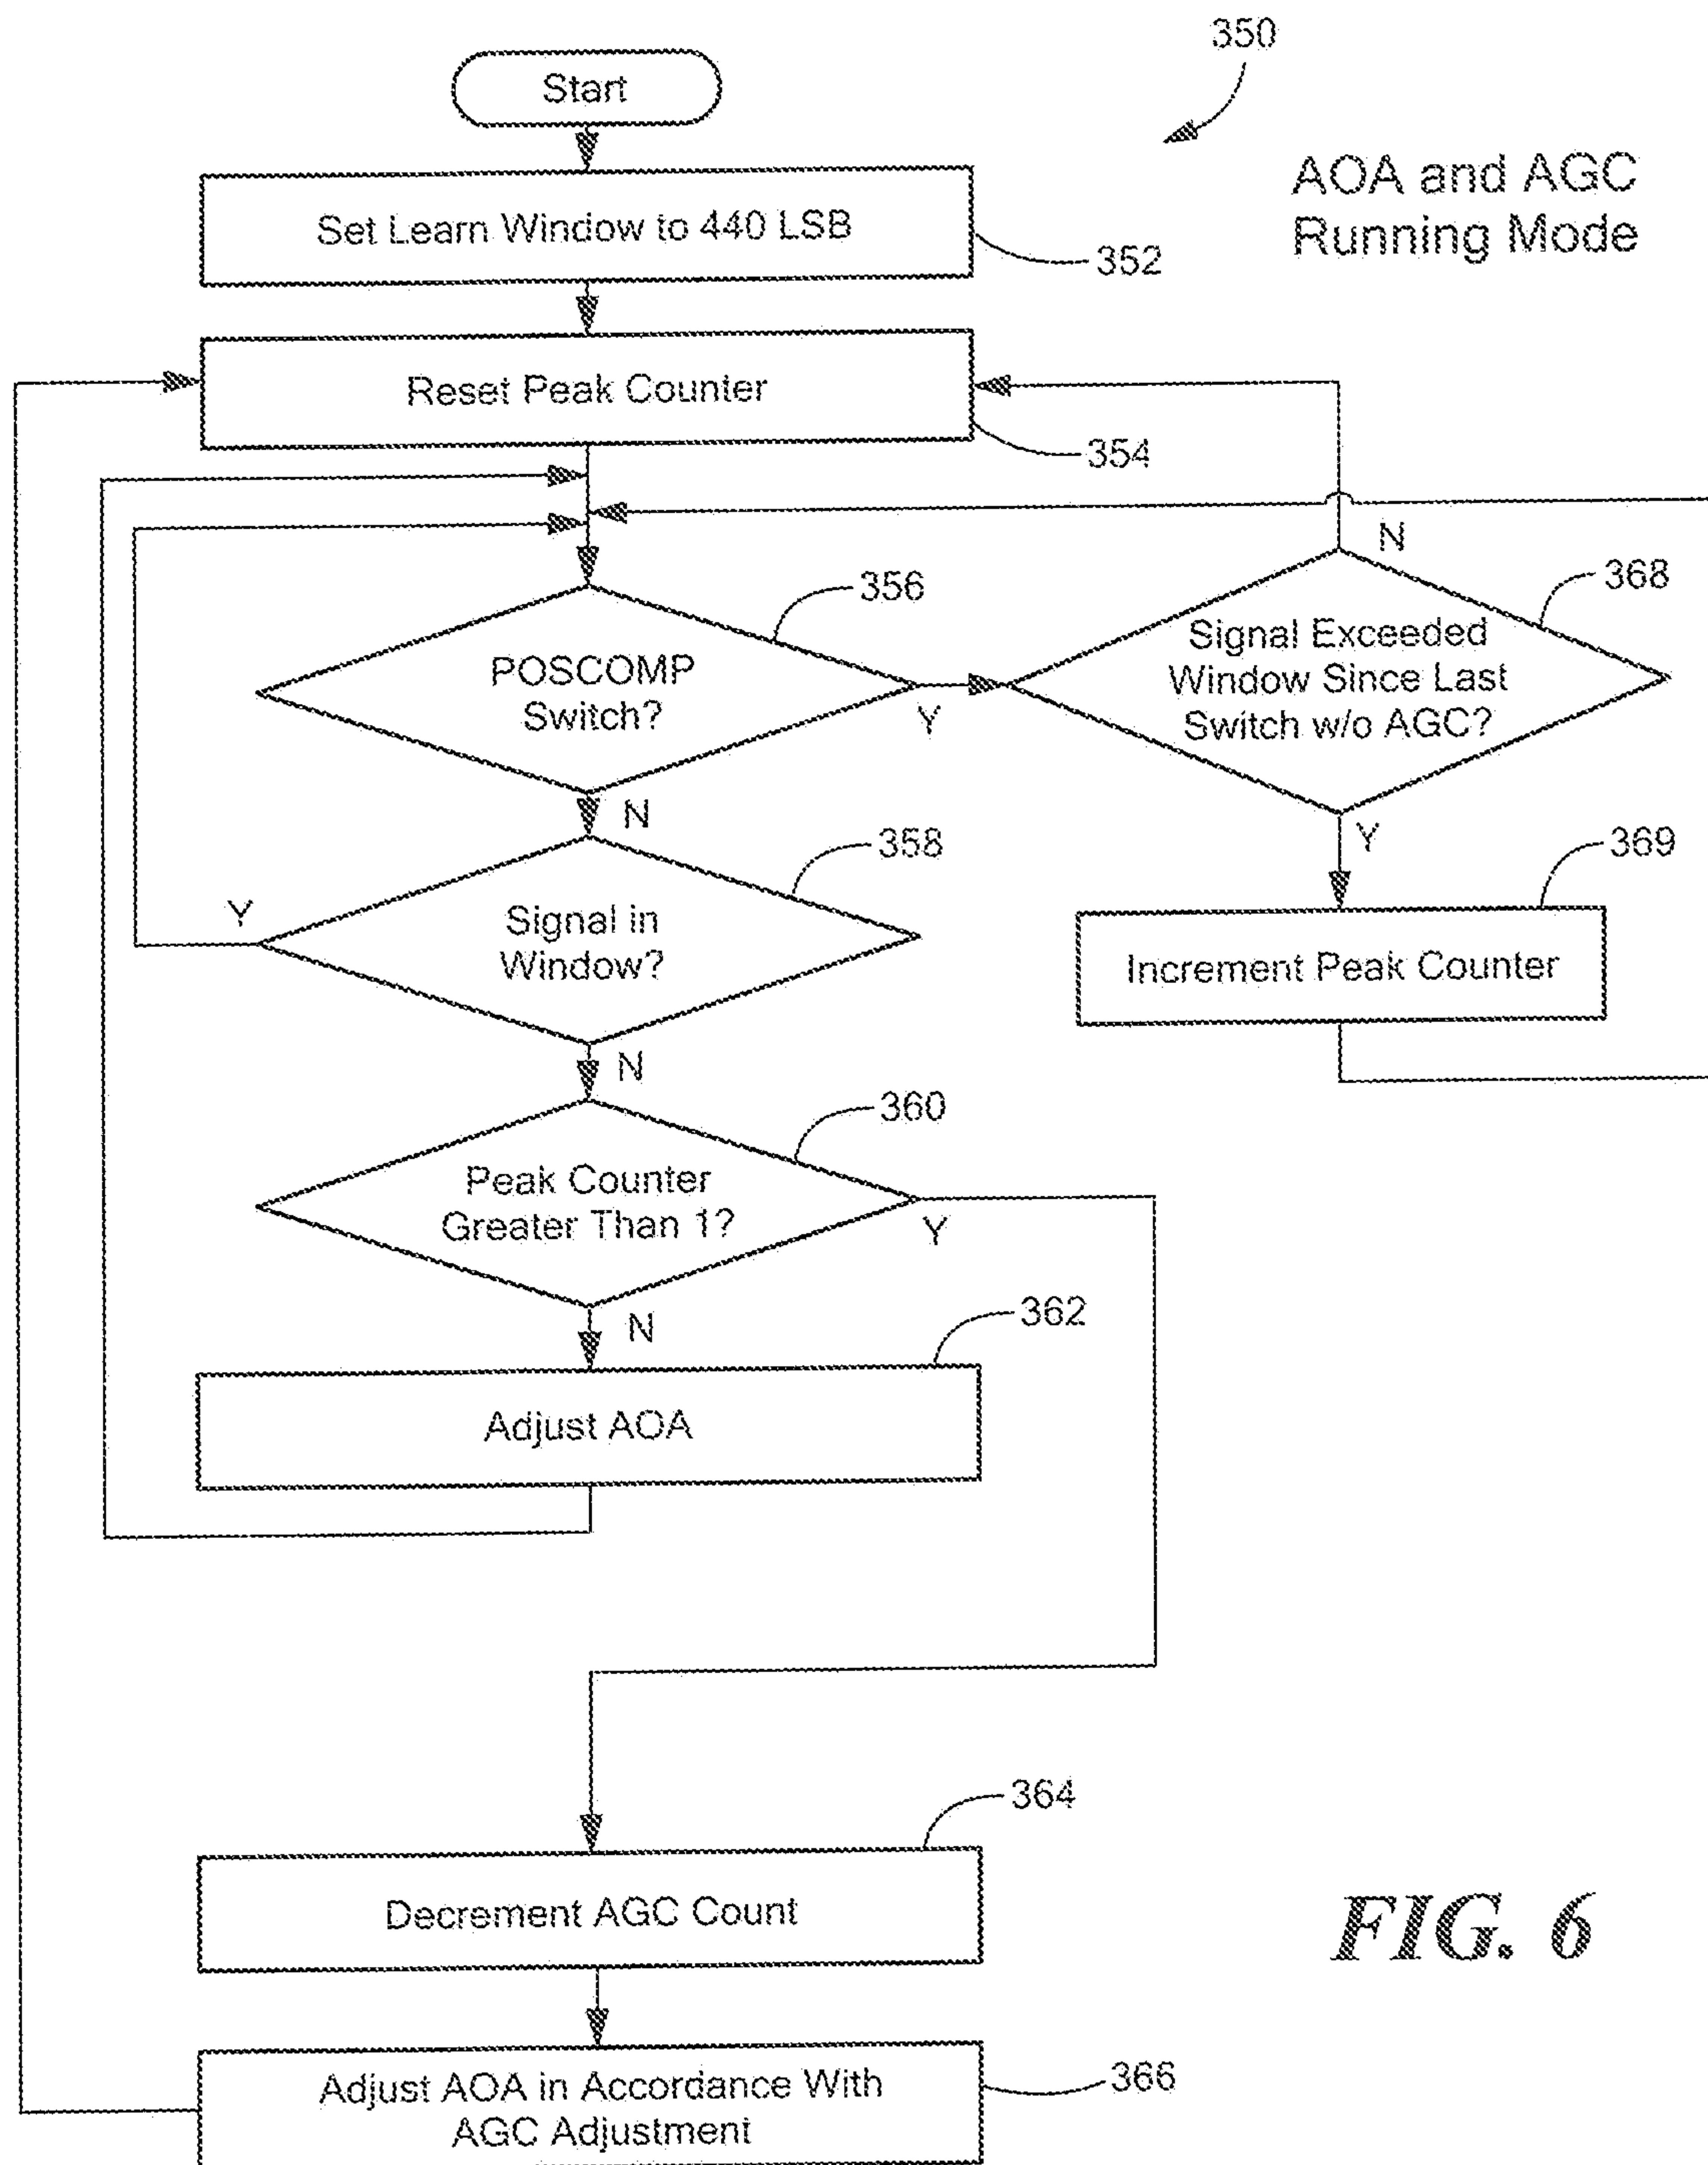 350
Start
AOA and AGC
Running Mode
Set Learn Window to 440 LSB
352
Reset Peak Counter
354
N
356
368
POSCOMP
Switch?
Y
Signal Exceeded
Window Since Last
Switch w/o AGC?
N
Y
358
369
Y
Signal in
Window?
Increment Peak Counter
N
360
Peak Counter
Greater Than 1?
Y
N
362
Adjust AOA
364
Decrement AGC Count
FIG. 6
Adjust AOA in Accordance With
AGC Adjustment
366